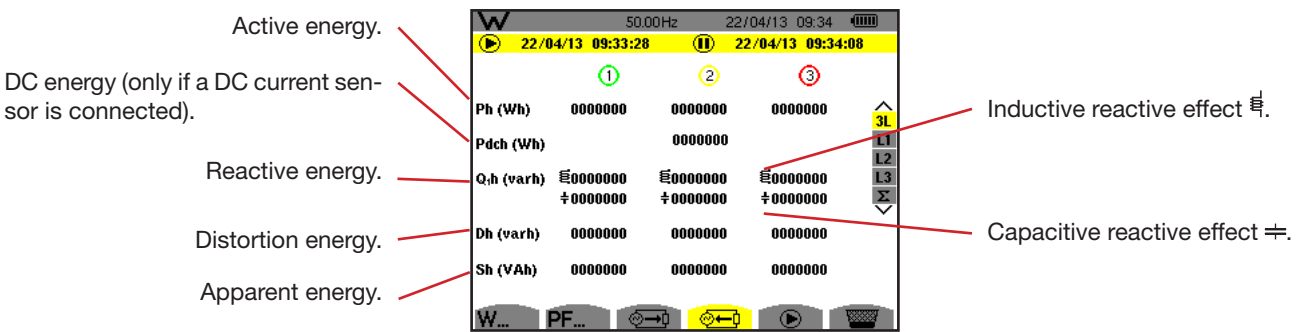 Active energy.
DC energy (only if a DC current sen-
sor is connected).
Reactive energy.
Distortion energy.
Apparent energy.
W 50.00Hz 22/04/13 09:34
22/04/13 09:33:28 22/04/13 09:34:08
1 2 3
Ph (Wh) 0000000 0000000 0000000
Pdch (Wh) 0000000
Q₁h (varh) 0000000 0000000 0000000
0000000 0000000 0000000
Dh (varh) 0000000 0000000 0000000
Sh (VAh) 0000000 0000000 0000000
3L
L1
L2
L3
Σ
W... PF...
Inductive reactive effect .
Capacitive reactive effect .